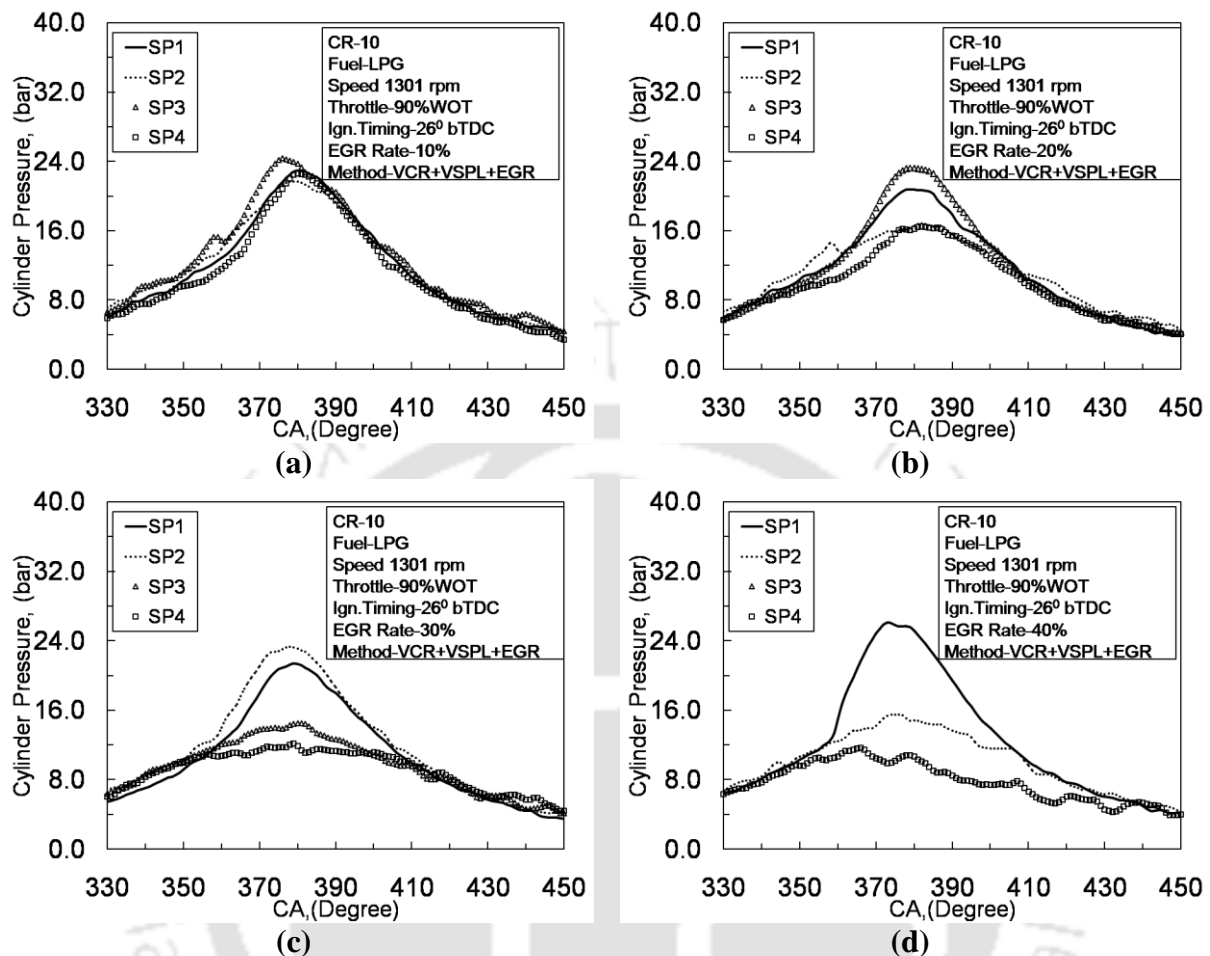 SP1
SP2
SP3
SP4
CR-10
Fuel-LPG
Speed 1301 rpm
Throttle-90%WOT
Ign.Timing-26⁰ bTDC
EGR Rate-10%
Method-VCR+VSPL+EGR
Cylinder Pressure, (bar)
40.0
32.0
24.0
16.0
8.0
0.0
330 350 370 390 410 430 450
CA,(Degree)
(a)
SP1
SP2
SP3
SP4
CR-10
Fuel-LPG
Speed 1301 rpm
Throttle-90%WOT
Ign.Timing-26⁰ bTDC
EGR Rate-20%
Method-VCR+VSPL+EGR
Cylinder Pressure, (bar)
40.0
32.0
24.0
16.0
8.0
0.0
330 350 370 390 410 430 450
CA,(Degree)
(b)
SP1
SP2
SP3
SP4
CR-10
Fuel-LPG
Speed 1301 rpm
Throttle-90%WOT
Ign.Timing-26⁰ bTDC
EGR Rate-30%
Method-VCR+VSPL+EGR
Cylinder Pressure, (bar)
40.0
32.0
24.0
16.0
8.0
0.0
330 350 370 390 410 430 450
CA,(Degree)
(c)
SP1
SP2
SP3
SP4
CR-10
Fuel-LPG
Speed 1301 rpm
Throttle-90%WOT
Ign.Timing-26⁰ bTDC
EGR Rate-40%
Method-VCR+VSPL+EGR
Cylinder Pressure, (bar)
40.0
32.0
24.0
16.0
8.0
0.0
330 350 370 390 410 430 450
CA,(Degree)
(d)